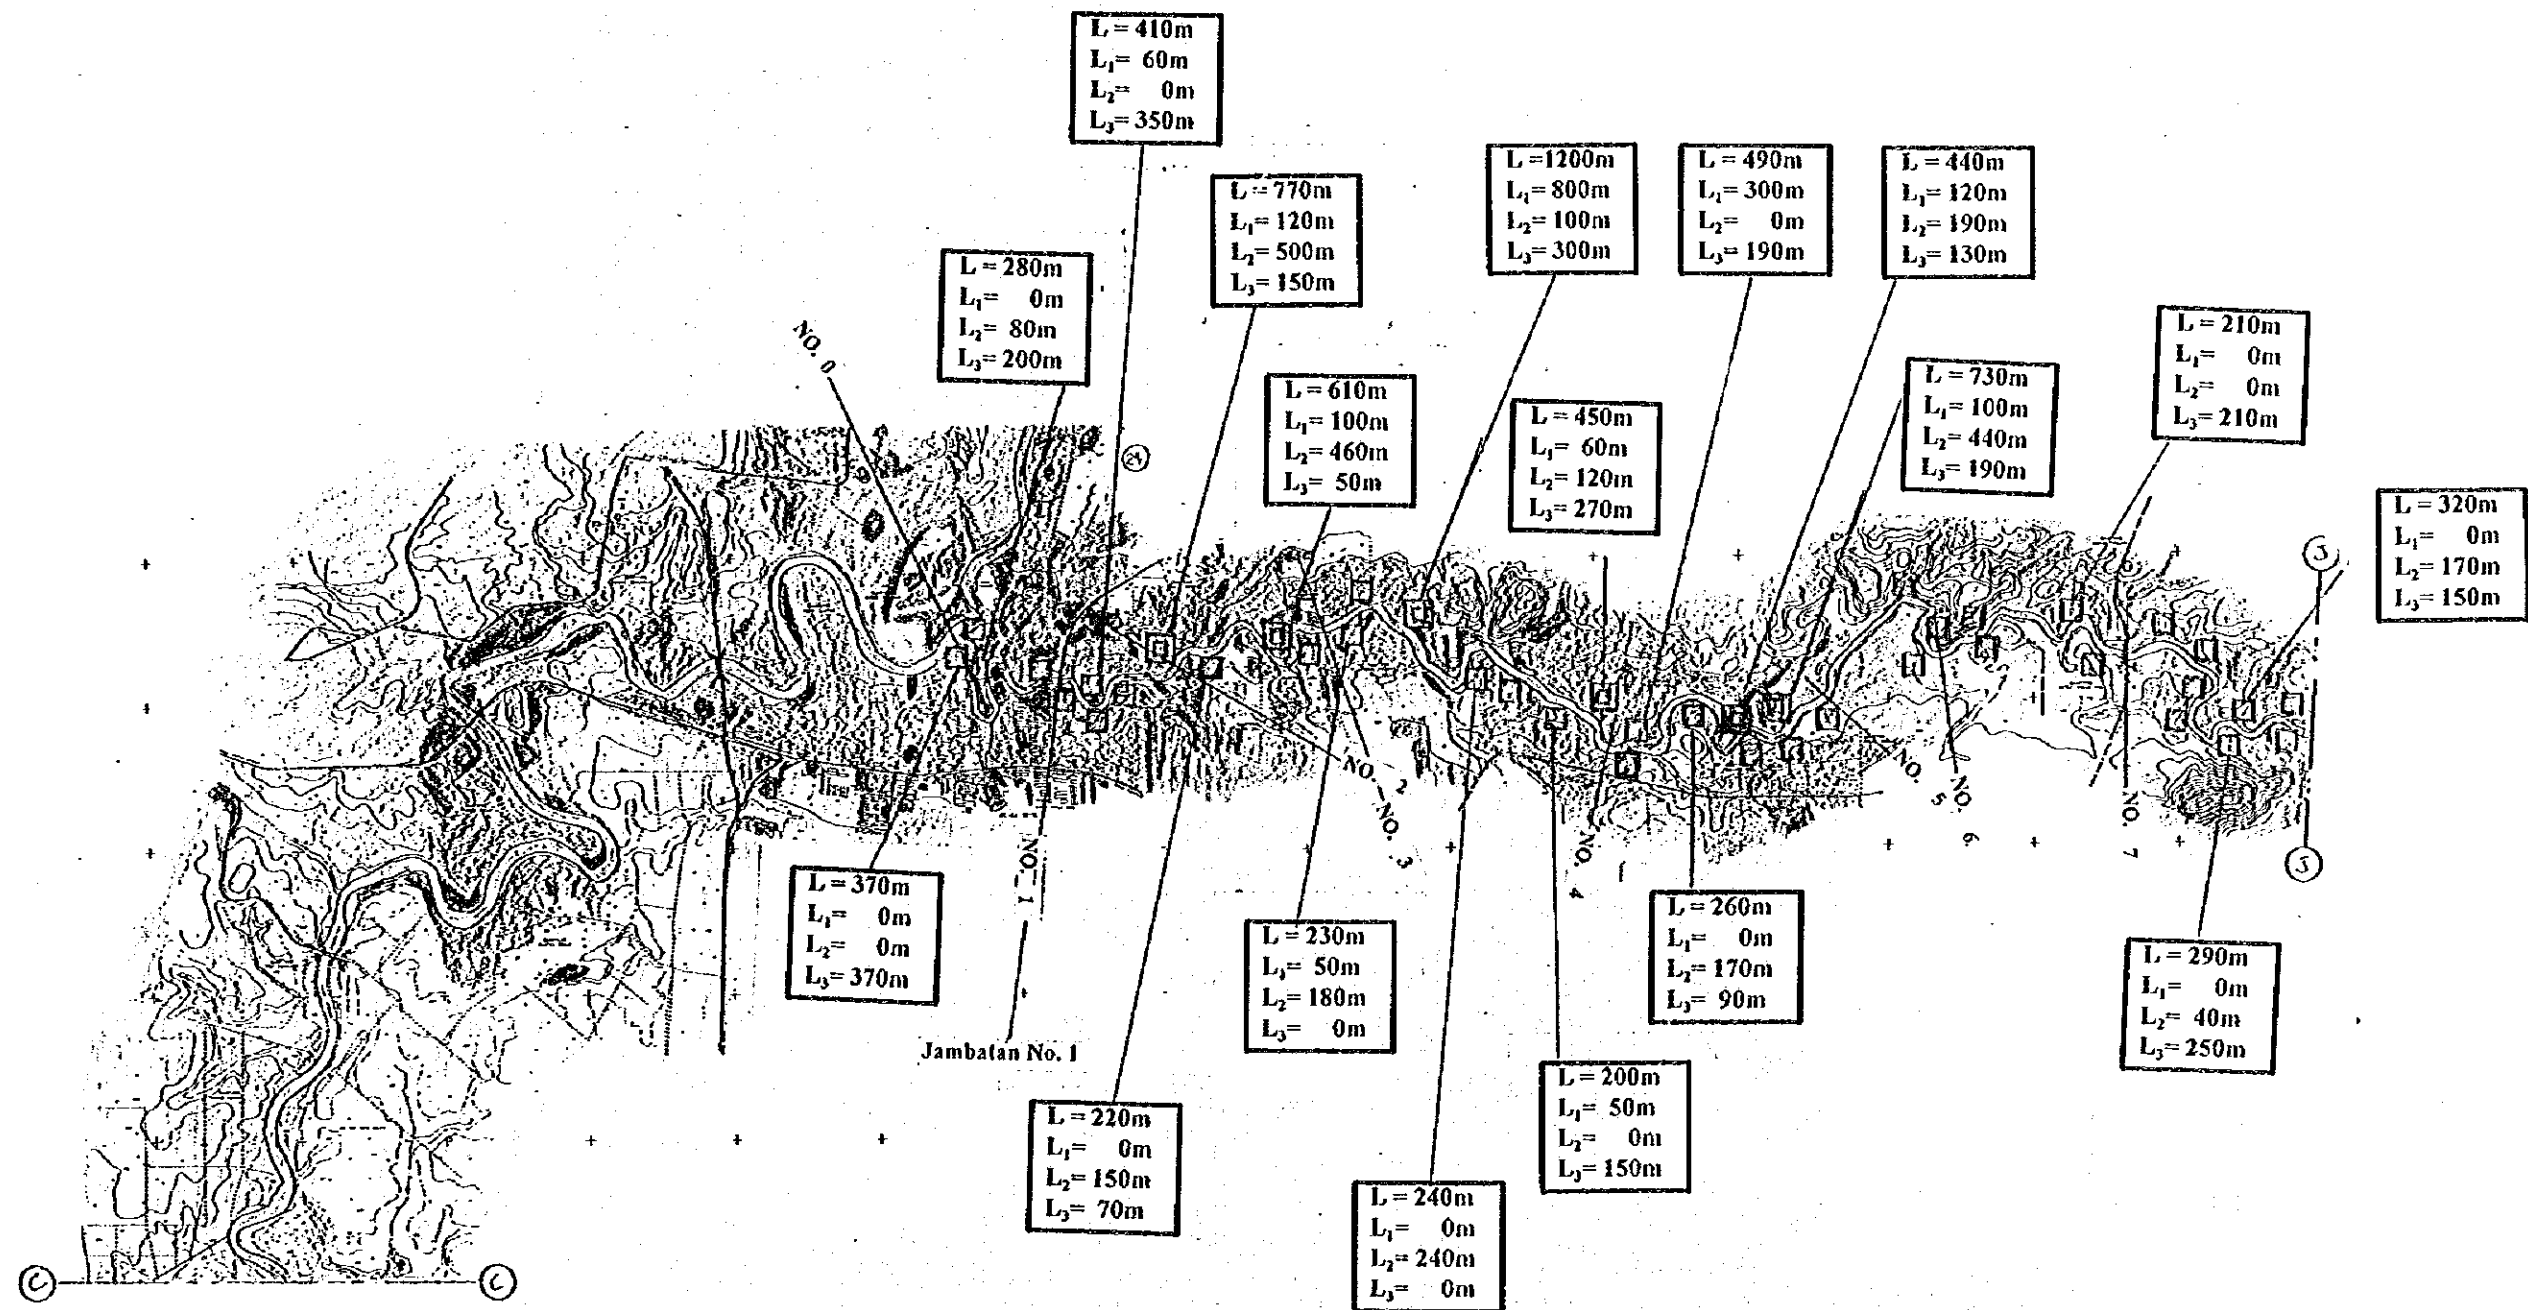 L = 410m
L₁= 60m
L₂= 0m
L₃= 350m
L = 770m
L₁= 120m
L₂= 500m
L₃= 150m
L =1200m
L₁= 800m
L₂= 100m
L₃= 300m
L = 490m
L₁= 300m
L₂= 0m
L₃= 190m
L = 440m
L₁= 120m
L₂= 190m
L₃= 130m
L = 280m
L₁= 0m
L₂= 80m
L₃= 200m
L = 210m
L₁= 0m
L₂= 0m
L₃= 210m
L = 610m
L₁= 100m
L₂= 460m
L₃= 50m
L = 450m
L₁= 60m
L₂= 120m
L₃= 270m
L = 730m
L₁= 100m
L₂= 440m
L₃= 190m
L = 320m
L₁= 0m
L₂= 170m
L₃= 150m
NO. 0
NO. 1
NO. 2
NO. 3
NO. 4
NO. 5
NO. 6
NO. 7
L = 370m
L₁= 0m
L₂= 0m
L₃= 370m
Jambatan No. 1
L = 230m
L₁= 50m
L₂= 180m
L₃= 0m
L = 260m
L₁= 0m
L₂= 170m
L₃= 90m
L = 290m
L₁= 0m
L₂= 40m
L₃= 250m
L = 220m
L₁= 0m
L₂= 150m
L₃= 70m
L = 200m
L₁= 50m
L₂= 0m
L₃= 150m
L = 240m
L₁= 0m
L₂= 240m
L₃= 0m
C
C